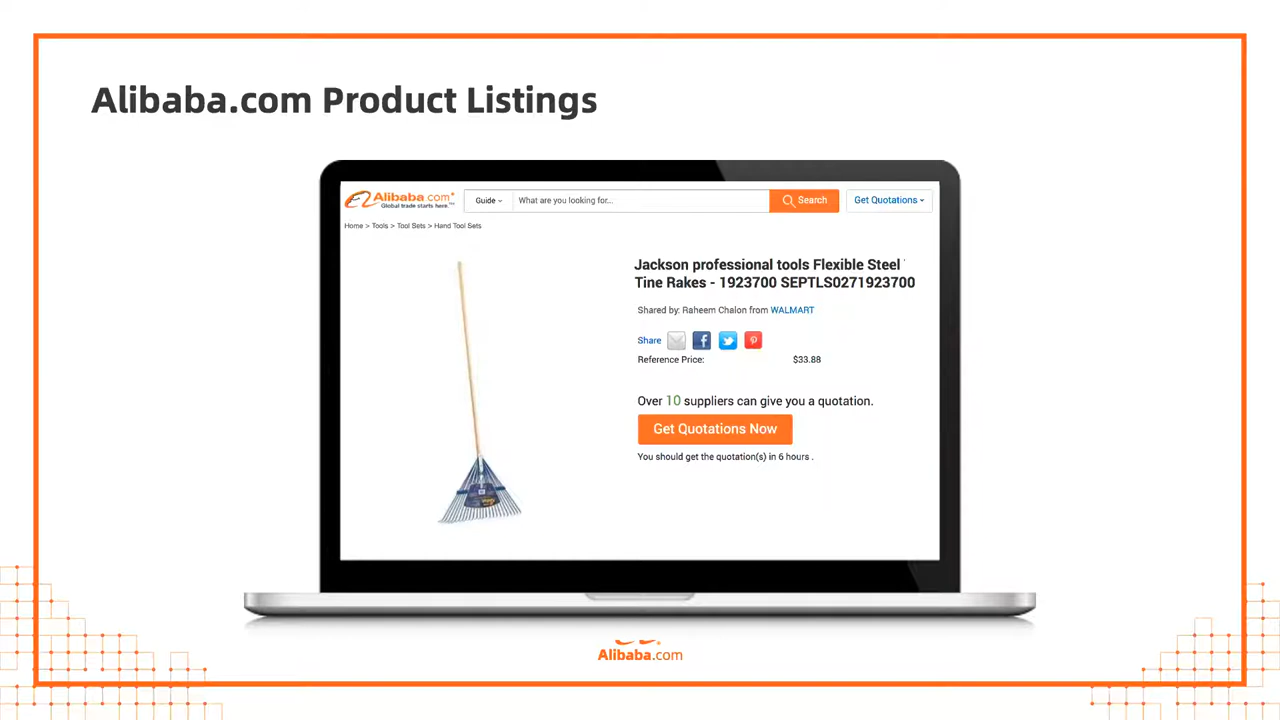 Alibaba.com Product Listings
Alibaba.com
Global trade starts here.™
Guide
What are you looking for...
Search
Get Quotations
Home > Tools > Tool Sets > Hand Tool Sets
Jackson professional tools Flexible Steel
Tine Rakes - 1923700 SEPTLS0271923700
Shared by: Raheem Chalon from WALMART
Share
Reference Price: $33.88
Over 10 suppliers can give you a quotation.
Get Quotations Now
You should get the quotation(s) in 6 hours .
Alibaba.com